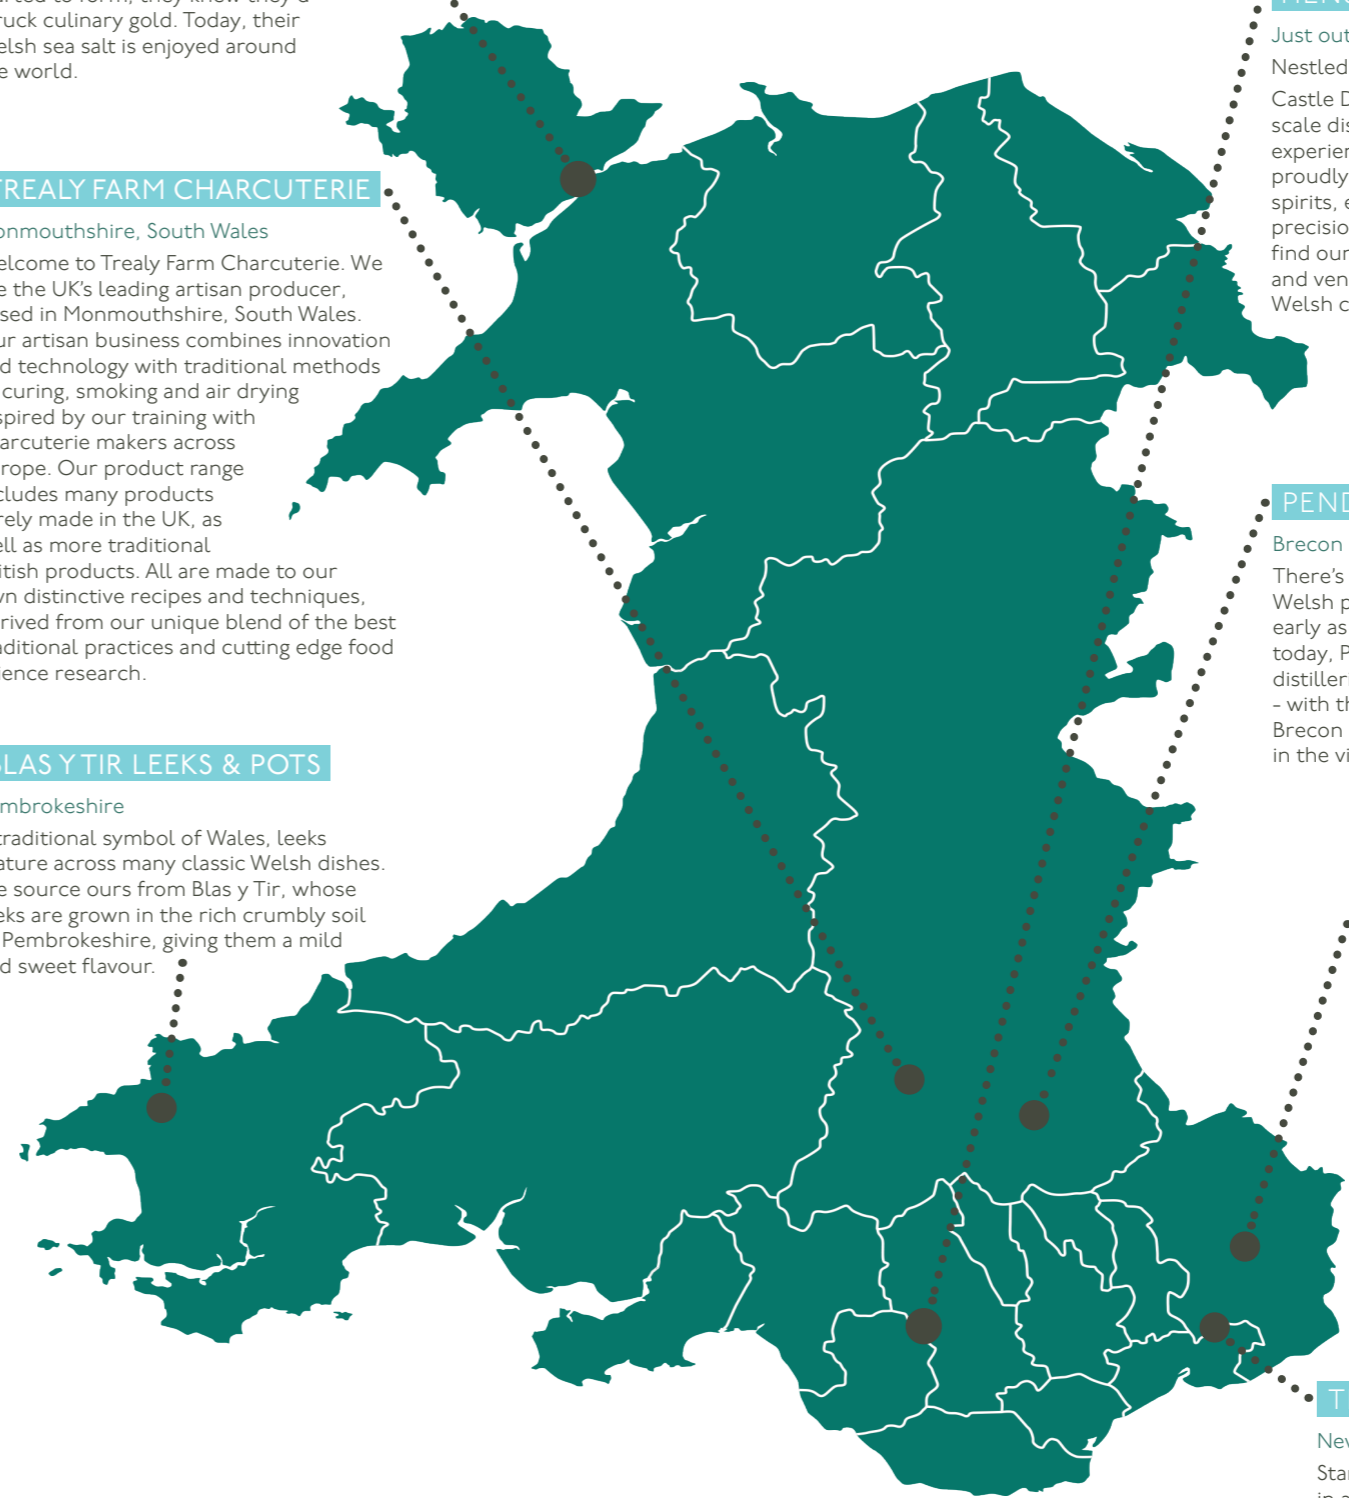 ruck culinary gold. Today, their
elsh sea salt is enjoyed around
e world.
TREALY FARM CHARCUTERIE
onmouthshire, South Wales
elcome to Trealy Farm Charcuterie. We
e the UK's leading artisan producer,
sed in Monmouthshire, South Wales.
ur artisan business combines innovation
d technology with traditional methods
curing, smoking and air drying
spired by our training with
arcuterie makers across
rope. Our product range
cludes many products
rely made in the UK, as
ell as more traditional
itish products. All are made to our
wn distinctive recipes and techniques,
rived from our unique blend of the best
aditional practices and cutting edge food
ience research.
BLAS Y TIR LEEKS & POTS
mbrokeshire
traditional symbol of Wales, leeks
ature across many classic Welsh dishes.
e source ours from Blas y Tir, whose
eks are grown in the rich crumbly soil
Pembrokeshire, giving them a mild
d sweet flavour.
Just out
Nestled
Castle D
scale dis
experien
proudly
spirits, e
precisio
find our
and ven
Welsh c
PEND
Brecon
There's
Welsh p
early as
today, P
distilleri
- with th
Brecon
in the vi
T
Nev
Star